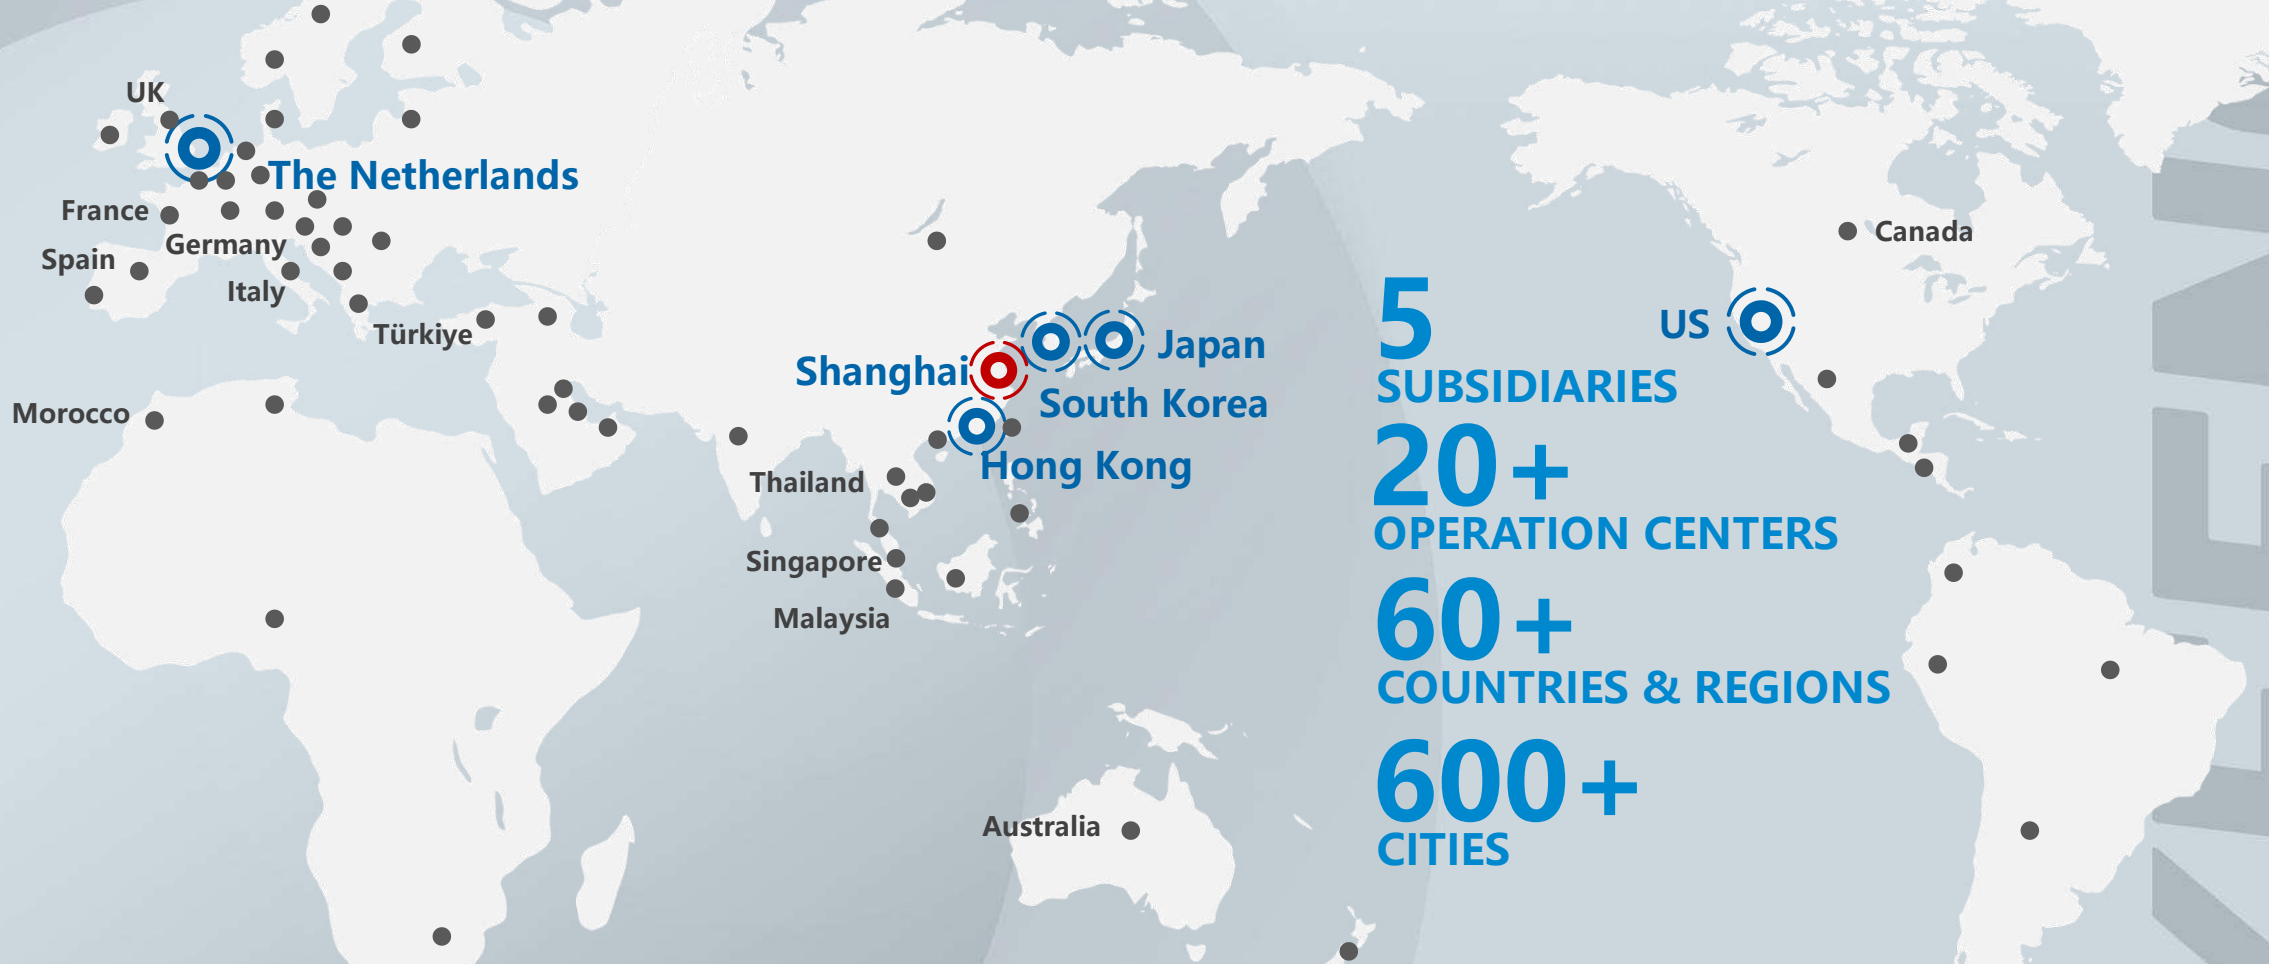 UK
The Netherlands
France
Germany
Spain
Italy
Türkiye
Morocco
Shanghai
Japan
South Korea
Hong Kong
Thailand
Singapore
Malaysia
Australia
5
SUBSIDIARIES
20+
OPERATION CENTERS
60+
COUNTRIES & REGIONS
600+
CITIES
US
Canada